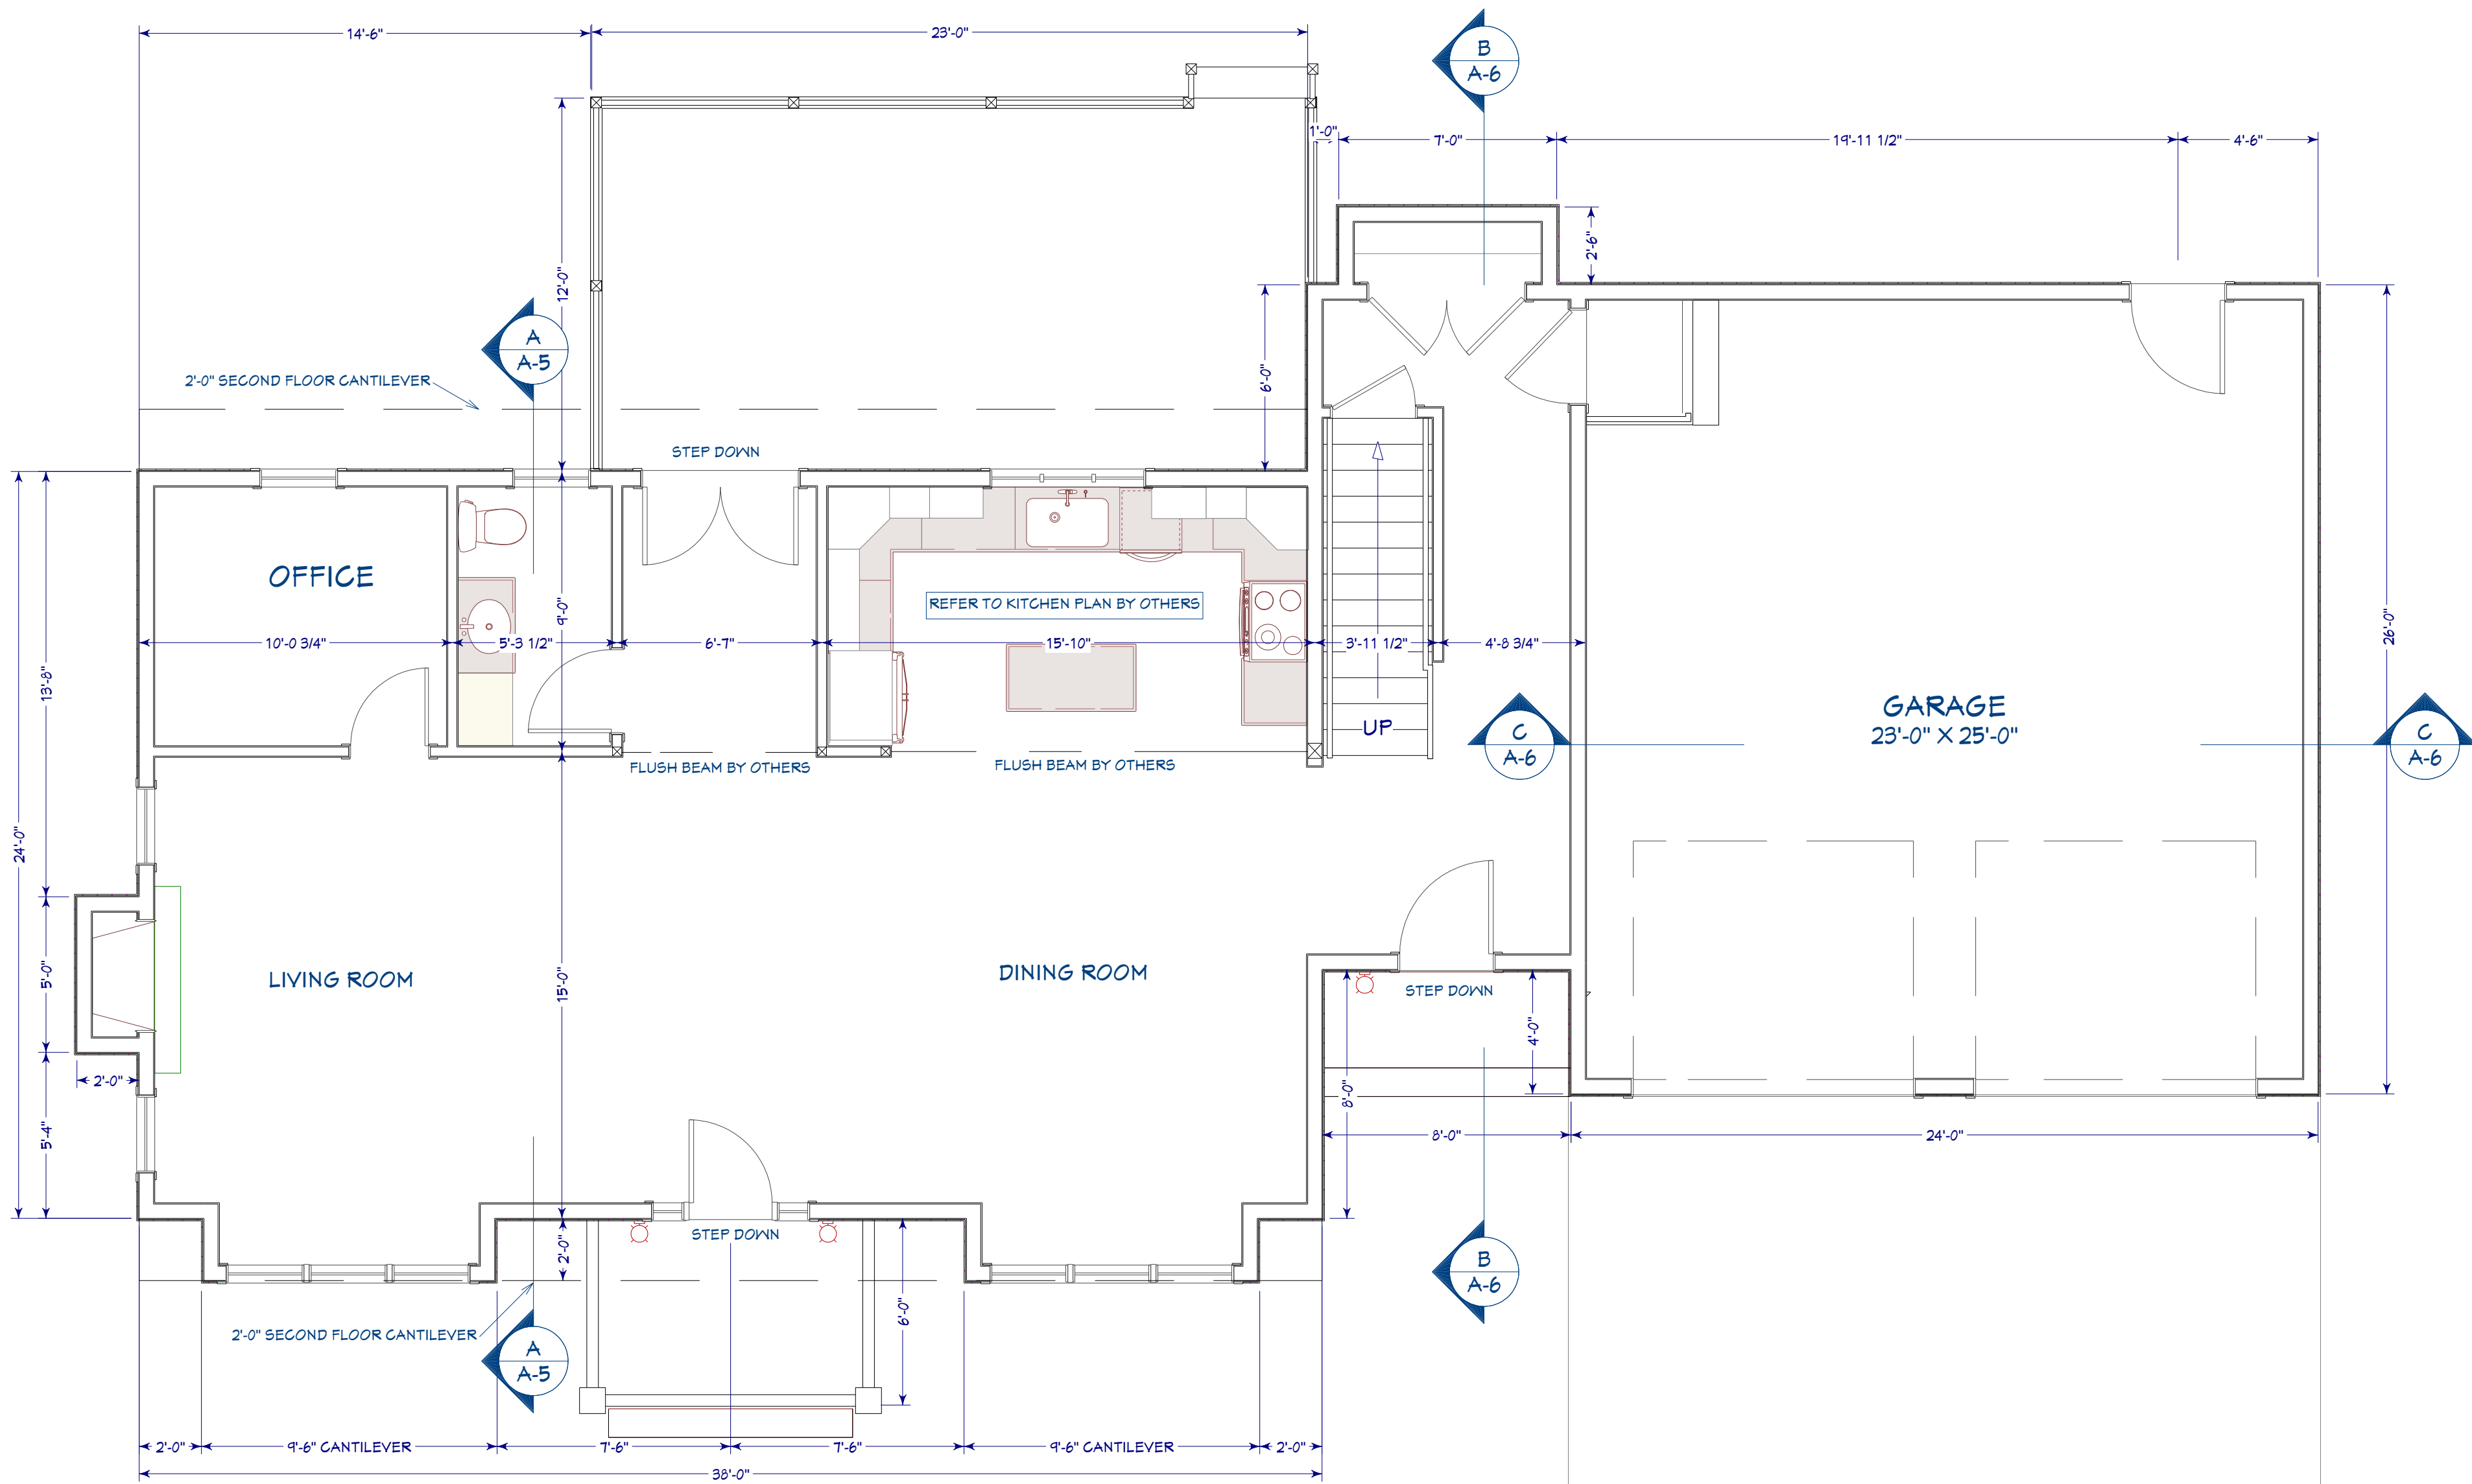 14'-6"
23'-0"
B
A-6
1'-0"
7'-0"
19'-11 1/2"
4'-6"
2'-6"
12'-0"
A
A-5
2'-0" SECOND FLOOR CANTILEVER
6'-0"
STEP DOWN
OFFICE
REFER TO KITCHEN PLAN BY OTHERS
9'-0"
26'-0"
10'-0 3/4"
5'-3 1/2"
6'-7"
15'-10"
3'-11 1/2"
4'-8 3/4"
13'-8"
GARAGE
23'-0" X 25'-0"
UP
C
A-6
C
A-6
FLUSH BEAM BY OTHERS
FLUSH BEAM BY OTHERS
24'-0"
LIVING ROOM
DINING ROOM
5'-0"
15'-0"
STEP DOWN
4'-0"
2'-0"
8'-0"
5'-4"
8'-0"
24'-0"
STEP DOWN
2'-0"
B
A-6
6'-0"
2'-0" SECOND FLOOR CANTILEVER
A
A-5
2'-0"
9'-6" CANTILEVER
7'-6"
7'-6"
9'-6" CANTILEVER
2'-0"
38'-0"